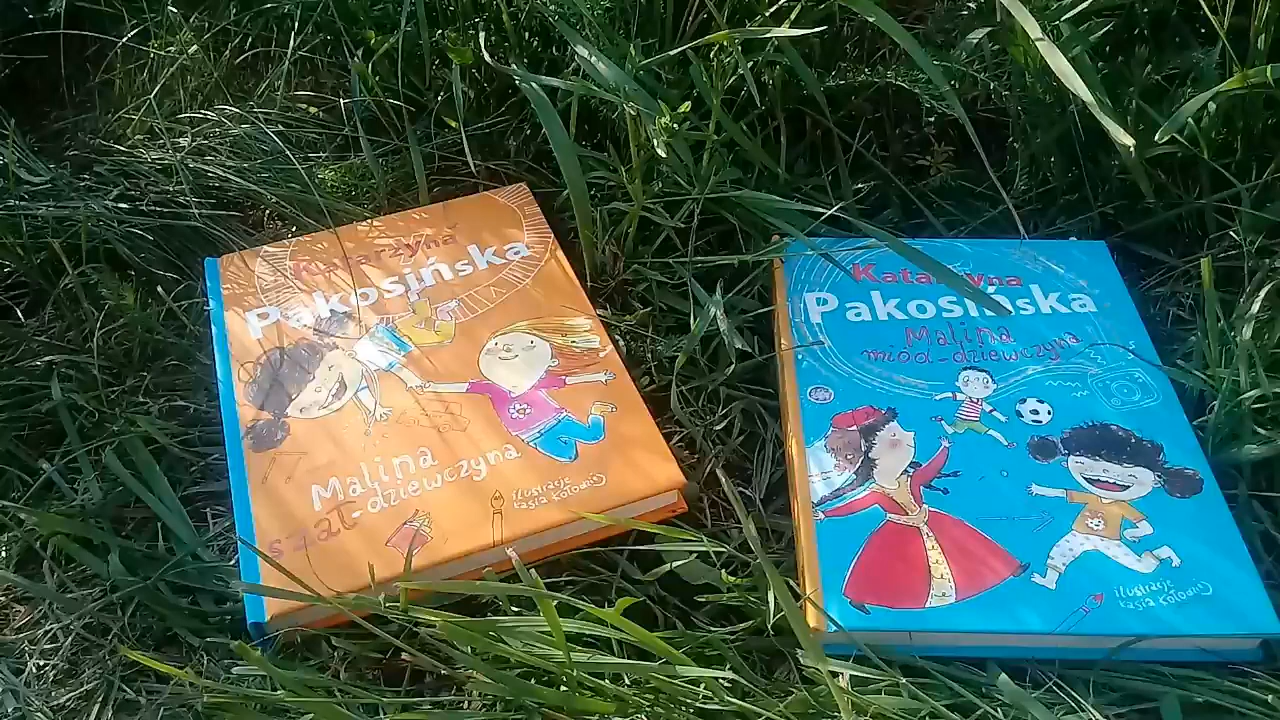 Katarzyna
Pakosińska
Malina
szał-dziewczyna
ilustracje
kasia kołodziej
Katarzyna
Pakosińska
Malina
miód-dziewczyna
ilustracje
kasia kołodziej